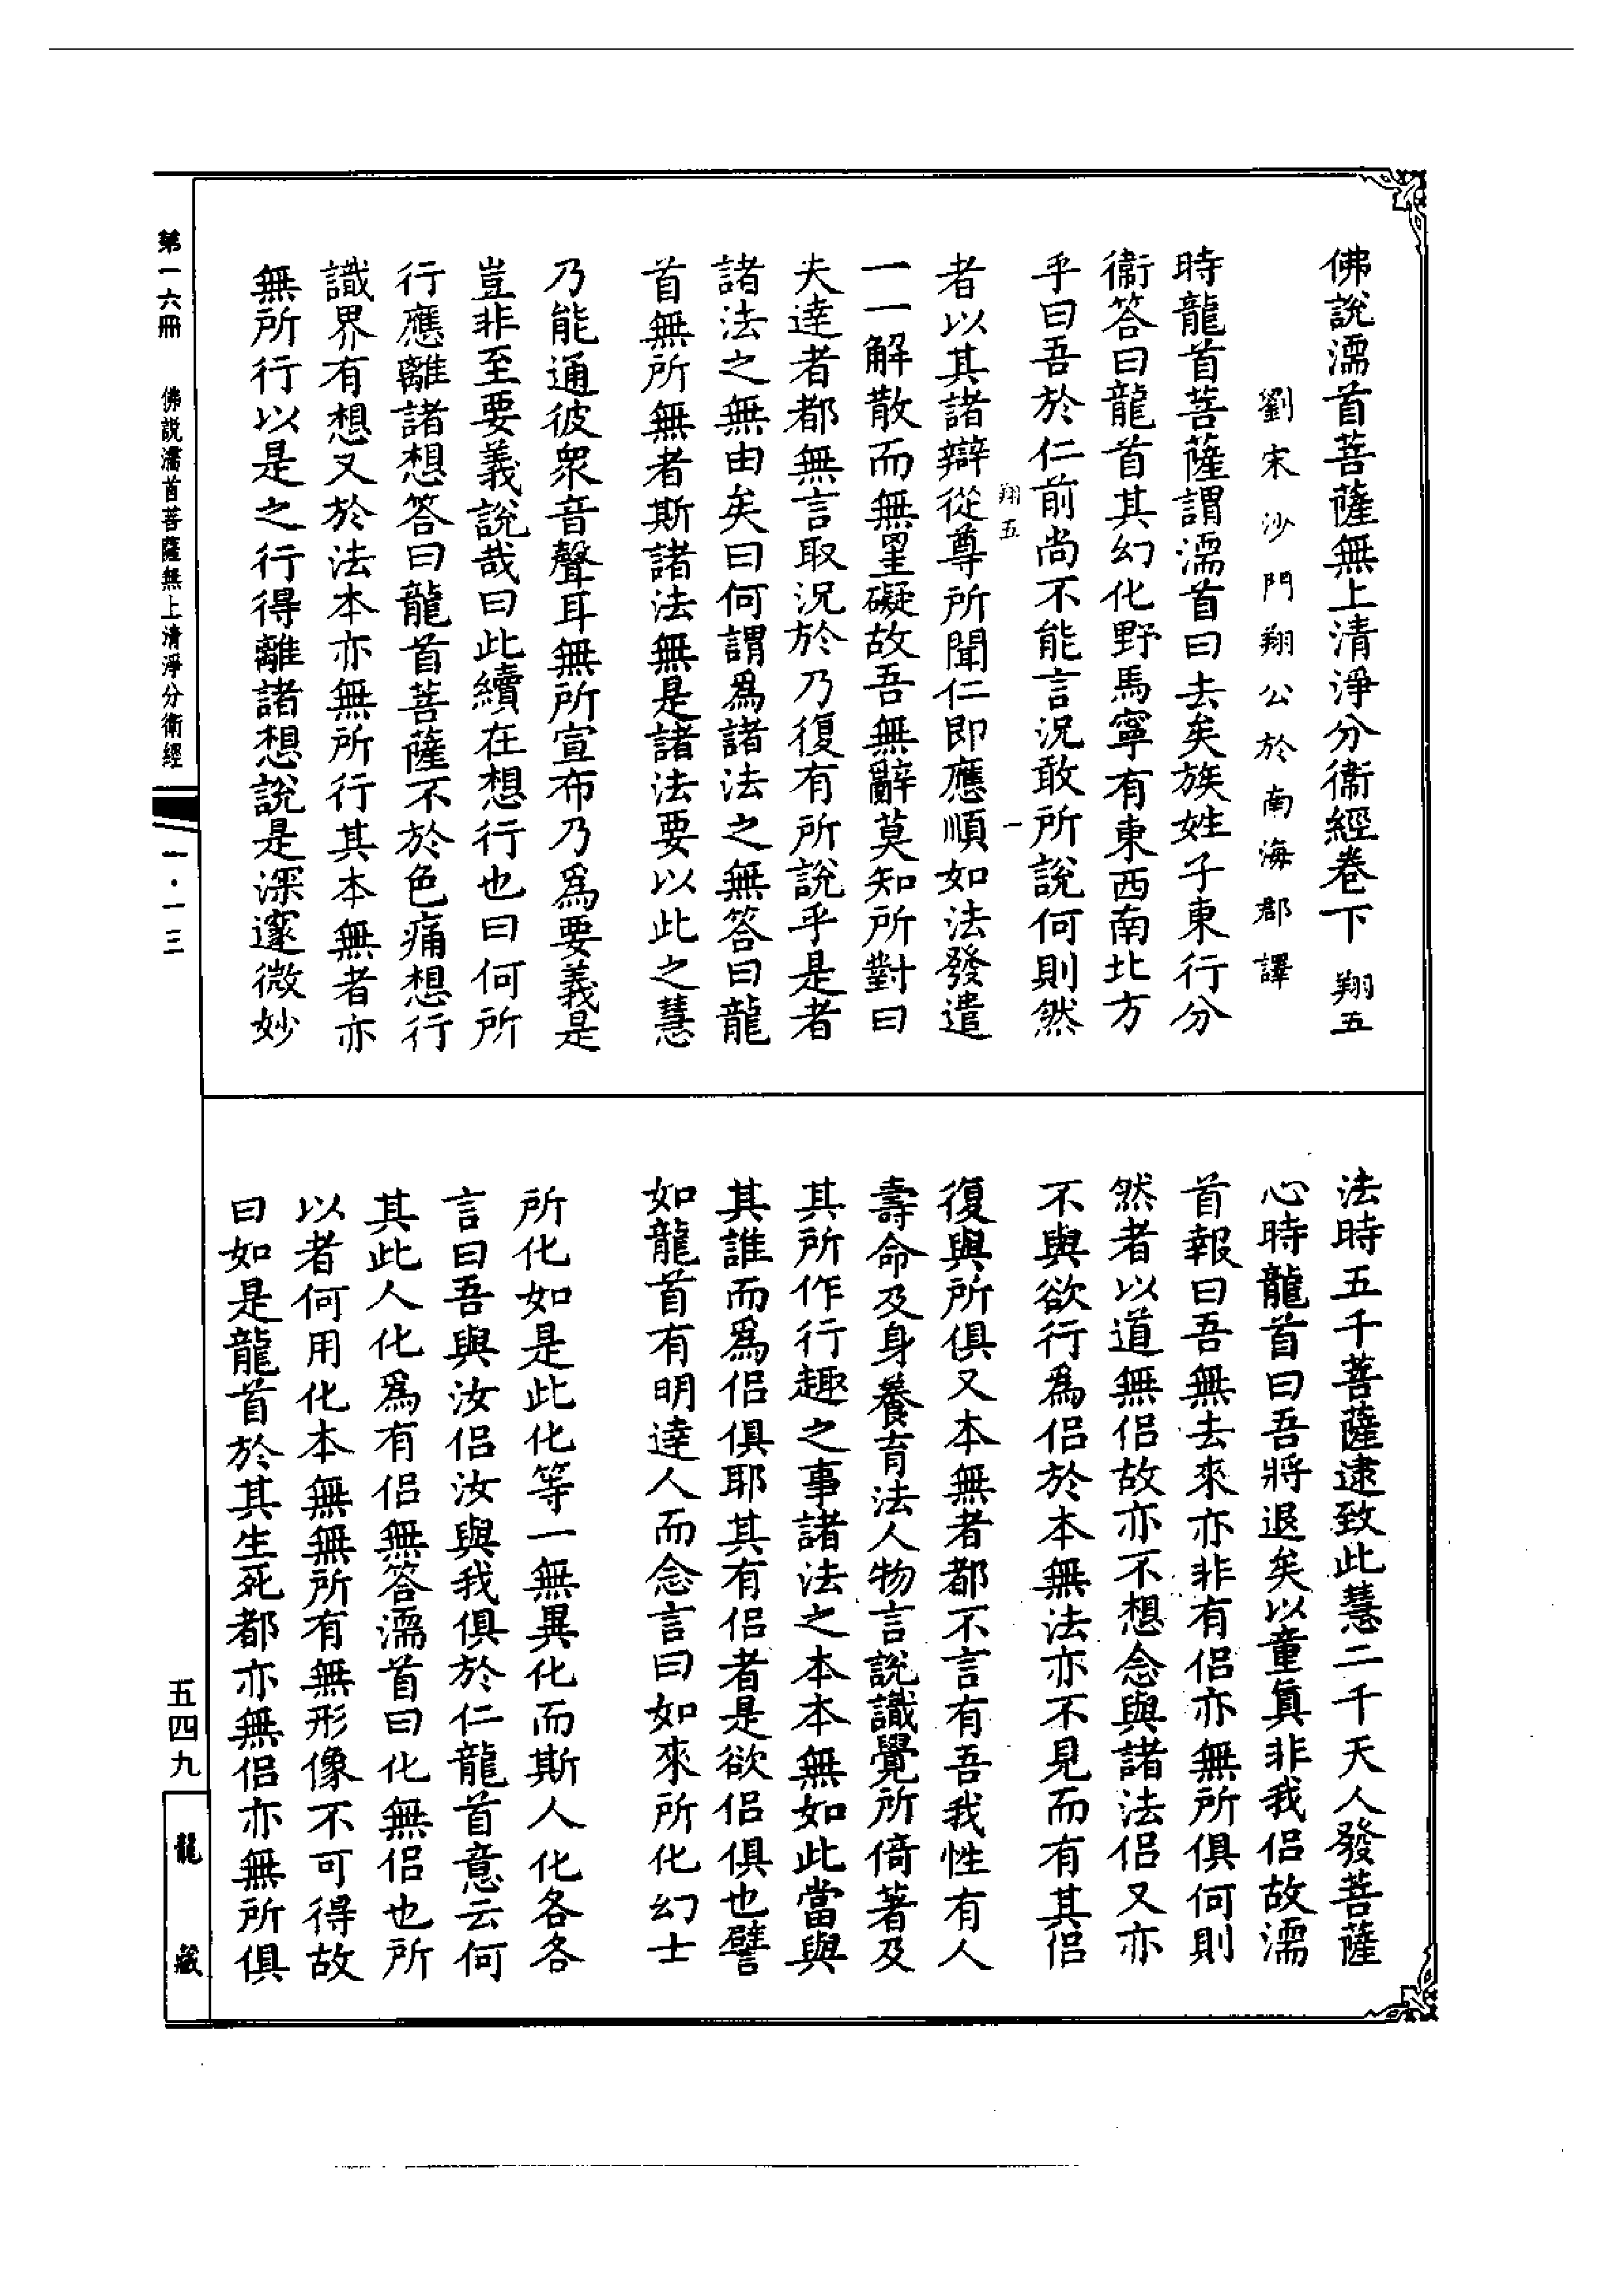 佛說濡首菩薩無上清淨分衞經卷下 翔五
劉宋沙門翔公於南海郡譯
時龍首菩薩謂濡首曰去矣族姓子東行分
衞答曰龍首其幻化野馬寧有東西南北方
乎曰吾於仁前尚不能言況敢所說何則然
翔五 一
者以其諸辯從尊所聞仁即應順如法發遣
一一解散而無罣礙故吾無辭莫知所對曰
夫達者都無言取況於乃復有所說乎是者
諸法之無由矣曰何謂爲諸法之無答曰龍
首無所無者斯諸法無是諸法要以此之慧
乃能通彼衆音聲耳無所宣布乃爲要義是
豈非至要義說哉曰此續在想行也曰何所
行應離諸想答曰龍首菩薩不於色痛想行
識界有想又於法本亦無所行其本無者亦
無所行以是之行得離諸想說是深邃微妙
法時五千菩薩逮致此慧二千天人發菩薩
心時龍首曰吾將退矣以童眞非我侶故濡
首報曰吾無去來亦非有侶亦無所俱何則
然者以道無侶故亦不想念與諸法侶又亦
不與欲行爲侶於本無法亦不見而有其侶
復與所俱又本無者都不言有吾我性有人
壽命及身養育法人物言說識覺所倚著及
其所作行趣之事諸法之本本無如此當與
其誰而爲侶俱耶其有侶者是欲侶俱也譬
如龍首有明達人而念言曰如來所化幻士
所化如是此化等一無異化而斯人化各各
言曰吾與汝侶汝與我俱於仁龍首意云何
其此人化爲有侶無答濡首曰化無侶也所
以者何用化本無無所有無形像不可得故
曰如是龍首於其生死都亦無侶亦無所俱
第一六冊 佛說濡首菩薩無上清淨分衞經
一·一三
五四九
龍藏